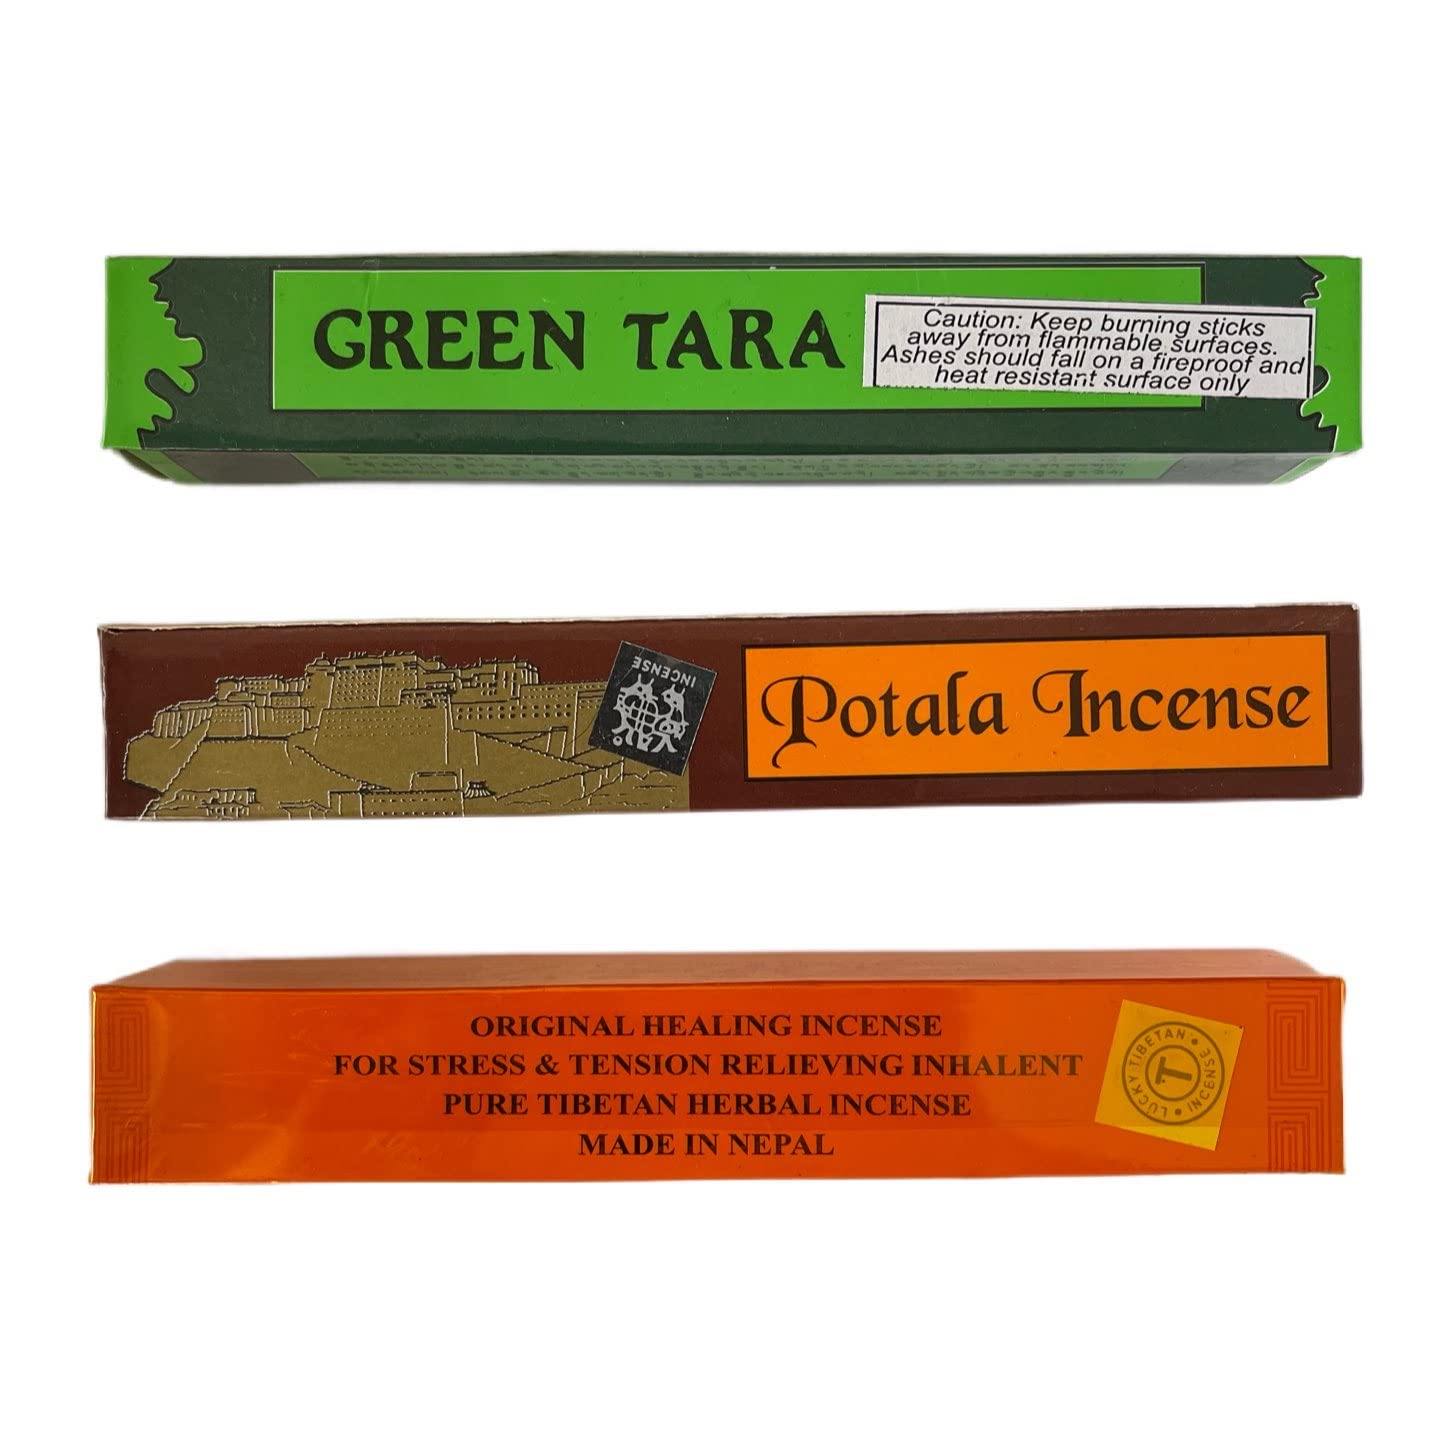 GREEN TARA
Caution: Keep burning sticks
away from flammable surfaces.
Ashes should fall on a fireproof and
heat resistant surface only
YAK
INCENSE
Potala Incense
ORIGINAL HEALING INCENSE
FOR STRESS & TENSION RELIEVING INHALENT
PURE TIBETAN HERBAL INCENSE
MADE IN NEPAL
LUCKY TIBETAN • INCENSE •
T